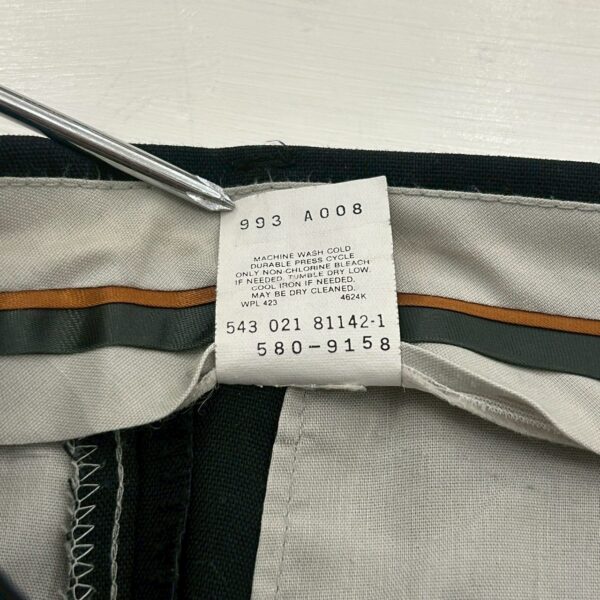 993 A008
MACHINE WASH COLD
DURABLE PRESS CYCLE
ONLY NON-CHLORINE BLEACH
IF NEEDED. TUMBLE DRY LOW.
COOL IRON IF NEEDED.
MAY BE DRY CLEANED.
WPL 423 4624K
543 021 81142-1
580-9158